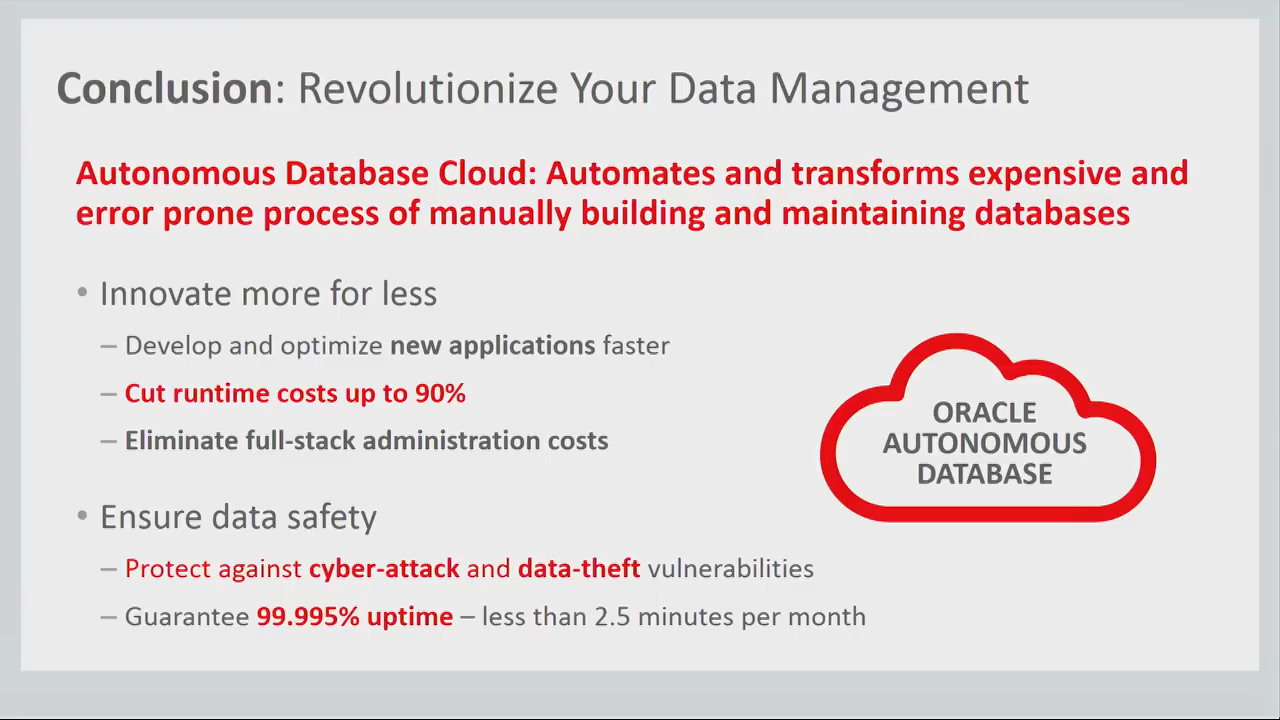 Conclusion: Revolutionize Your Data Management
Autonomous Database Cloud: Automates and transforms expensive and
error prone process of manually building and maintaining databases
• Innovate more for less
– Develop and optimize new applications faster
– Cut runtime costs up to 90%
– Eliminate full-stack administration costs
• Ensure data safety
– Protect against cyber-attack and data-theft vulnerabilities
– Guarantee 99.995% uptime – less than 2.5 minutes per month
ORACLE
AUTONOMOUS
DATABASE